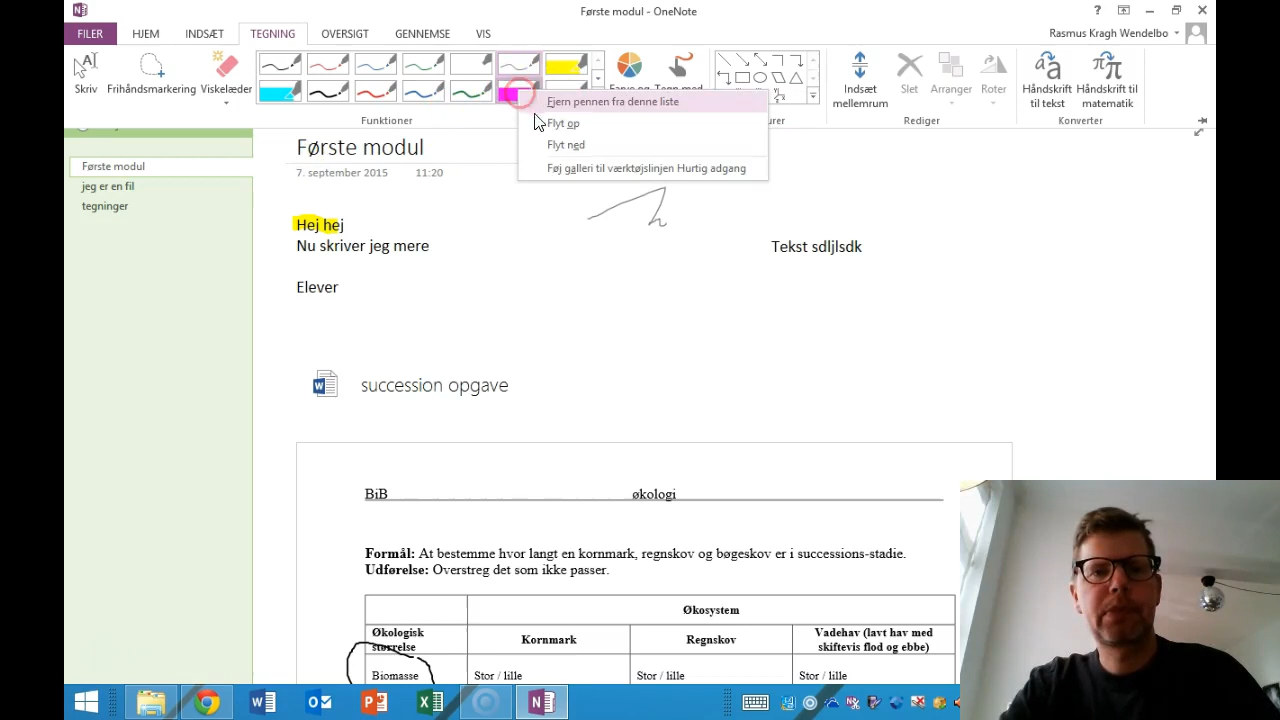 Første modul - OneNote
FILER HJEM INDSÆT TEGNING OVERSIGT GENNEMSE VIS
Rasmus Kragh Wendelbo
Skriv Frihåndsmarkering Viskelæder
Indsæt mellemrum
Slet Arranger Roter
Håndskrift til tekst
Håndskrift til matematik
Funktioner Rediger Konverter
Fjern pennen fra denne liste
Flyt op
Flyt ned
Føj galleri til værktøjslinjen Hurtig adgang
Første modul
jeg er en fil
tegninger
Første modul
7. september 2015 11:20
Hej hej
Nu skriver jeg mere
Tekst sdljlsdk
Elever
succession opgave
BiB økologi
Formål: At bestemme hvor langt en kornmark, regnskov og bøgeskov er i successions-stadie.
Udførelse: Overstreg det som ikke passer.
Økosystem
Økologisk størrelse
Kornmark
Regnskov
Vadehav (lavt hav med skiftevis flod og ebbe)
Biomasse Stor / lille Stor / lille Stor / lille